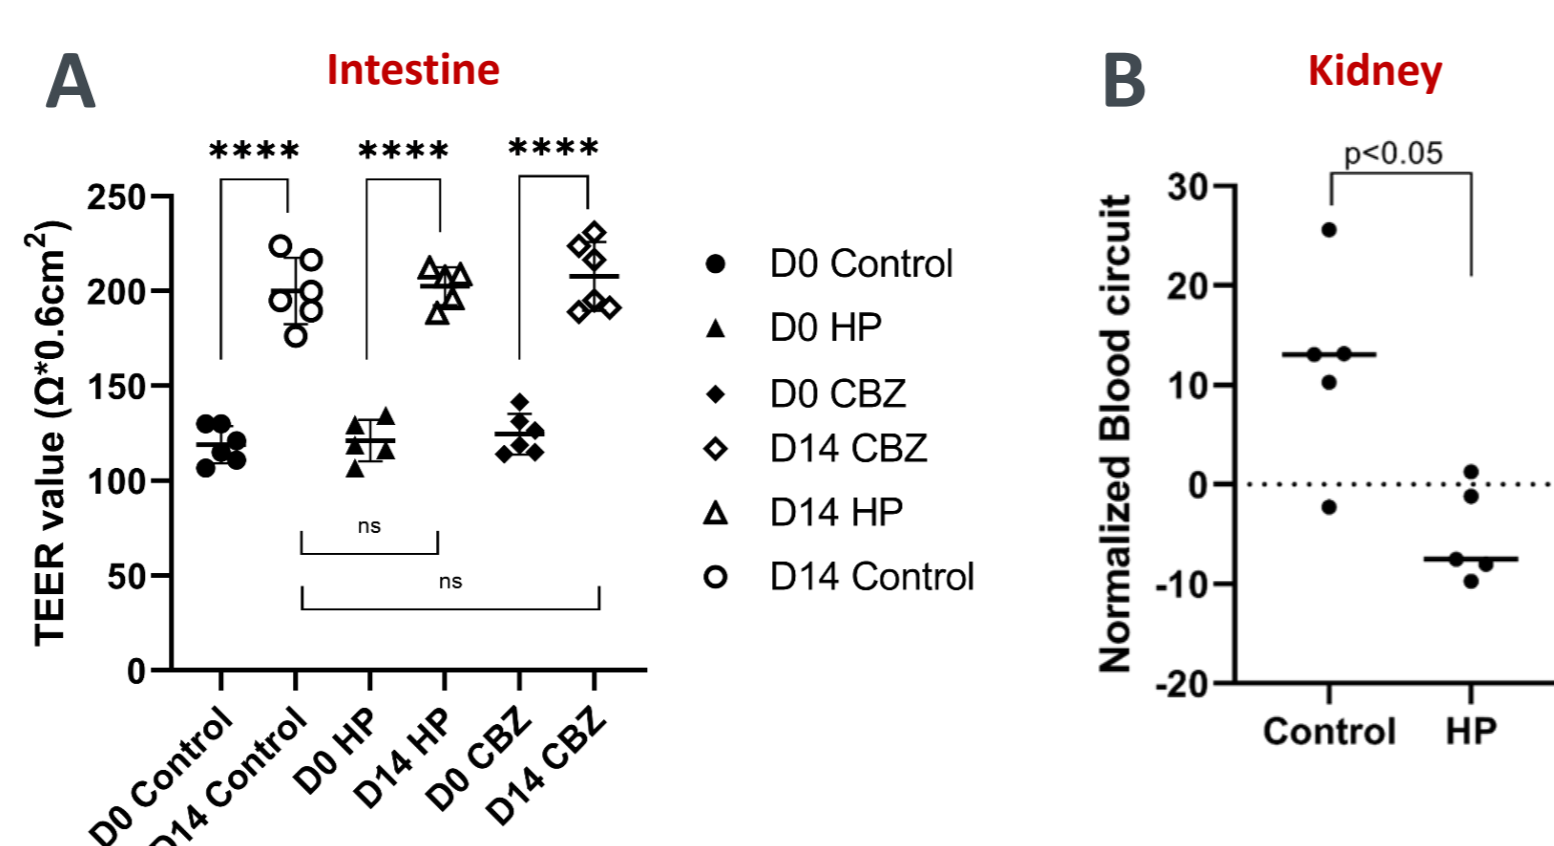 A
Intestine
****
****
****
TEER value (Ω*0.6cm²)
250
200
150
100
50
0
ns
ns
D0 Control
D14 Control
D0 HP
D14 HP
D0 CBZ
D14 CBZ
D0 Control
D0 HP
D0 CBZ
D14 CBZ
D14 HP
D14 Control
B
Kidney
p<0.05
Normalized Blood circuit
30
20
10
0
-10
-20
Control
HP